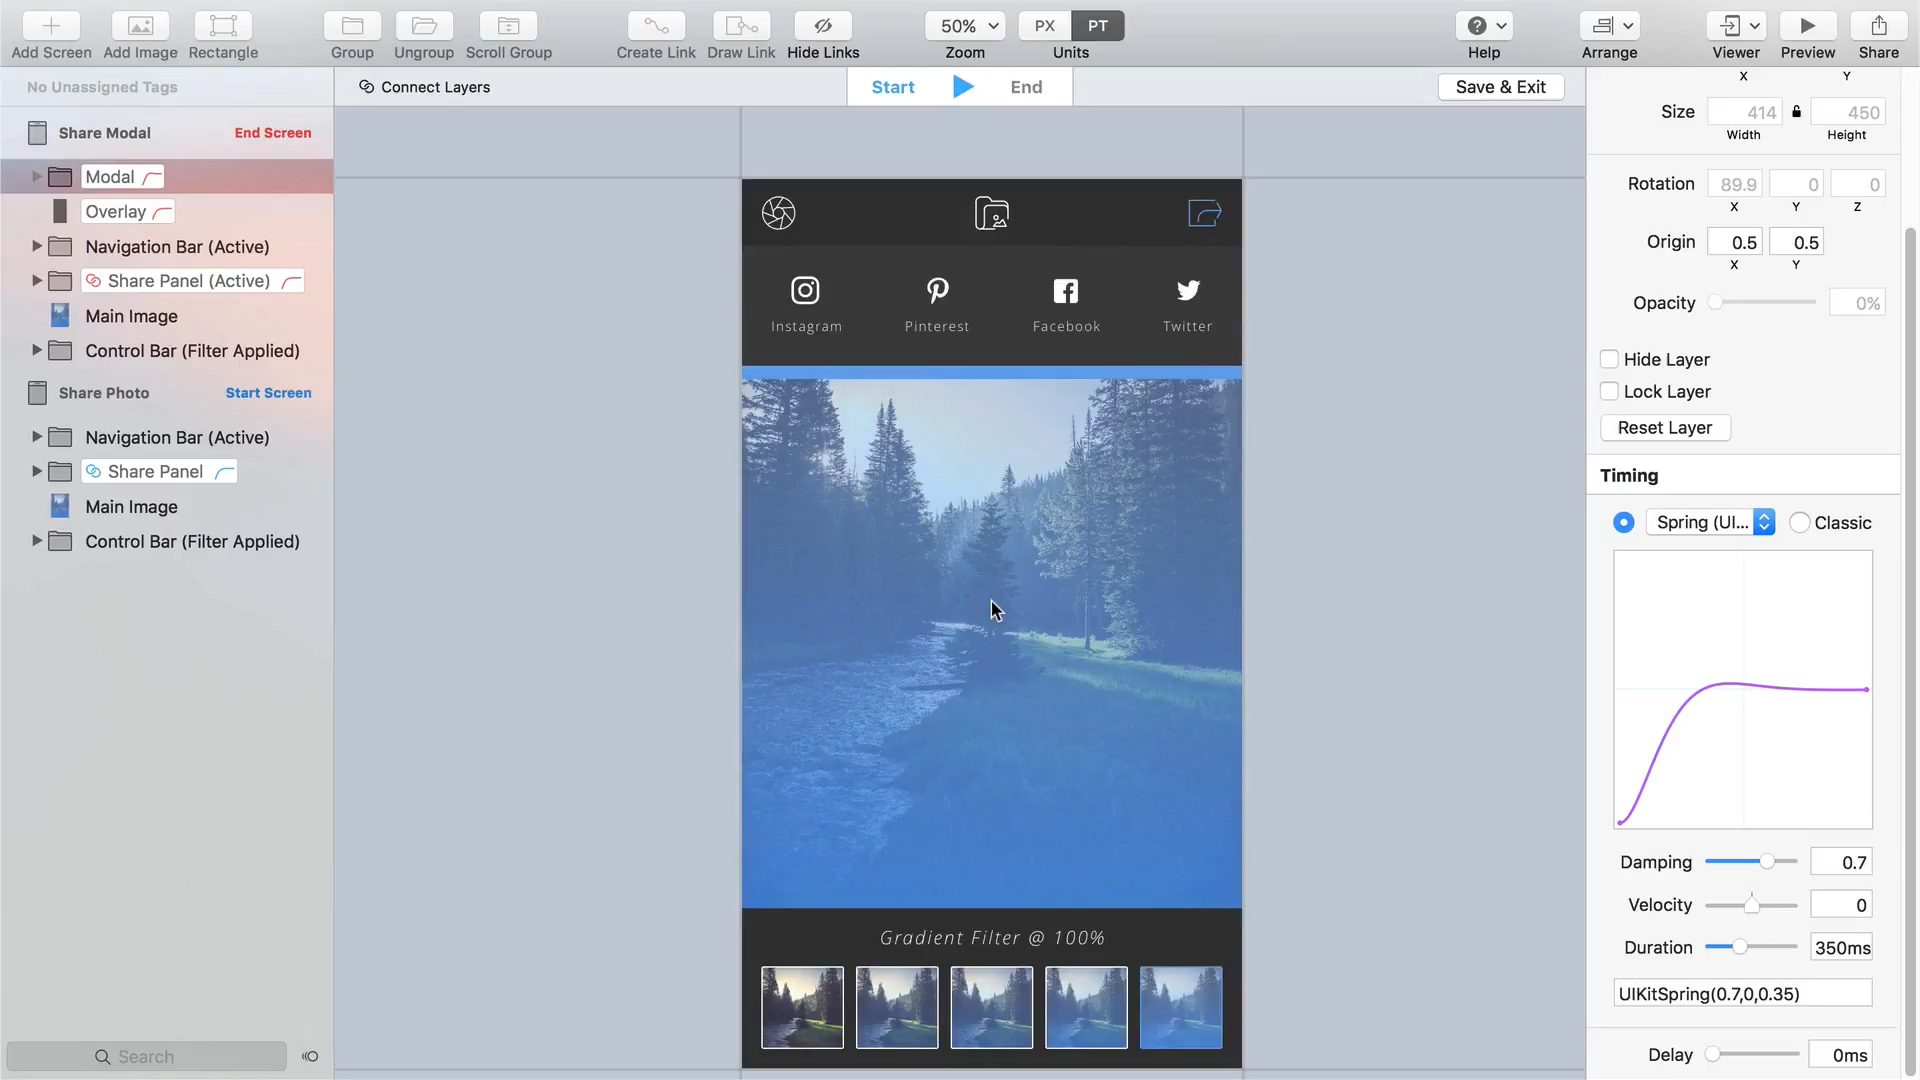 Add Screen Add Image Rectangle Group Ungroup Scroll Group Create Link Draw Link Hide Links 50% Zoom PX PT Units Help Arrange Viewer Preview Share
No Unassigned Tags
Connect Layers
Start End
Save & Exit
Share Modal End Screen
Modal
Overlay
Navigation Bar (Active)
Share Panel (Active)
Main Image
Control Bar (Filter Applied)
Share Photo Start Screen
Navigation Bar (Active)
Share Panel
Main Image
Control Bar (Filter Applied)
Search
Instagram Pinterest Facebook Twitter
Gradient Filter @ 100%
X Y
Size 414 450
Width Height
Rotation 89.9 0 0
X Y Z
Origin 0.5 0.5
X Y
Opacity 0%
Hide Layer
Lock Layer
Reset Layer
Timing
Spring (UI... Classic
Damping 0.7
Velocity 0
Duration 350ms
UIKitSpring(0.7,0,0.35)
Delay 0ms